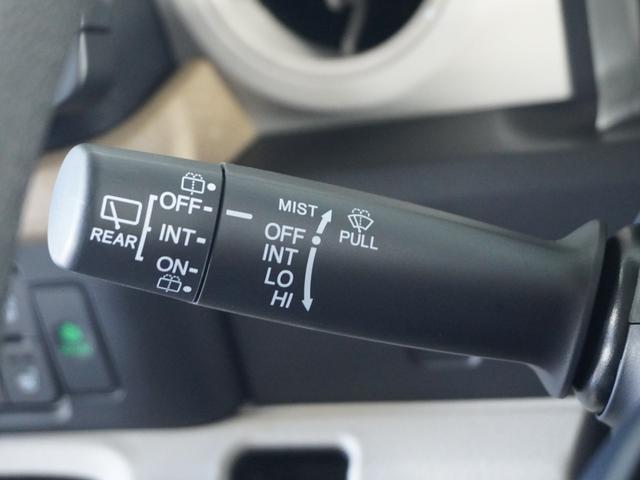 REAR
OFF
INT
ON
MIST
OFF
INT
LO
HI
PULL